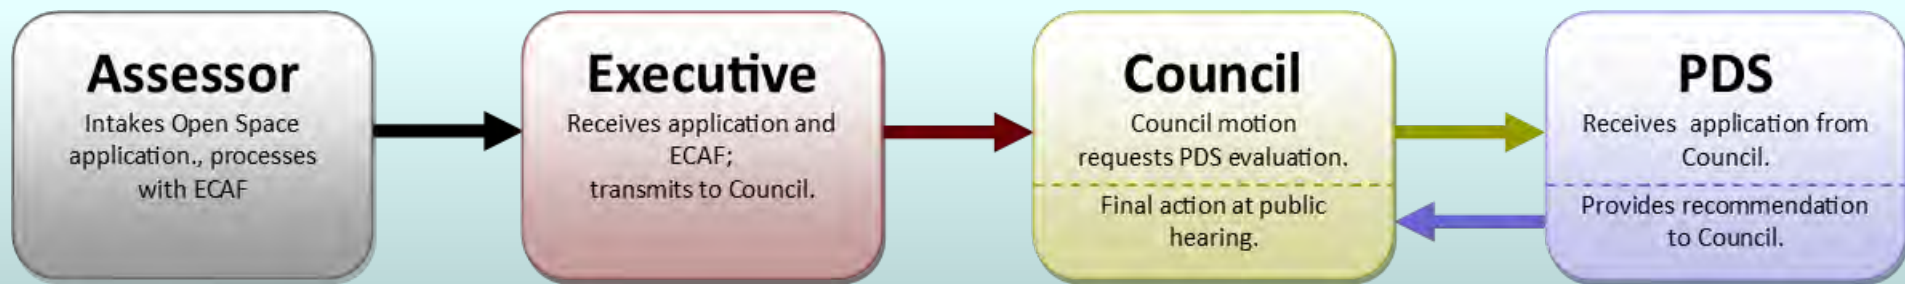 Assessor
Intakes Open Space
application., processes
with ECAF
Executive
Receives application and
ECAF;
transmits to Council.
Council
Council motion
requests PDS evaluation.
Final action at public
hearing.
PDS
Receives application from
Council.
Provides recommendation
to Council.